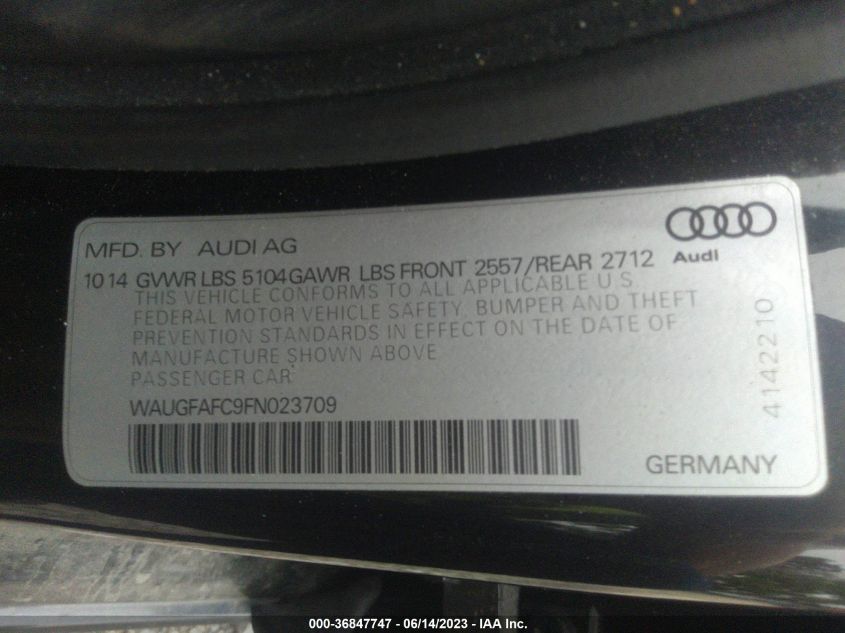 MFD. BY AUDI AG
10 14 GVWR LBS 5104 GAWR LBS FRONT 2557/REAR 2712
Audi
THIS VEHICLE CONFORMS TO ALL APPLICABLE U S
FEDERAL MOTOR VEHICLE SAFETY, BUMPER AND THEFT
PREVENTION STANDARDS IN EFFECT ON THE DATE OF
MANUFACTURE SHOWN ABOVE
PASSENGER CAR
WAUGFAFC9FN023709
4142210
GERMANY
000-36847747 - 06/14/2023 - IAA Inc.